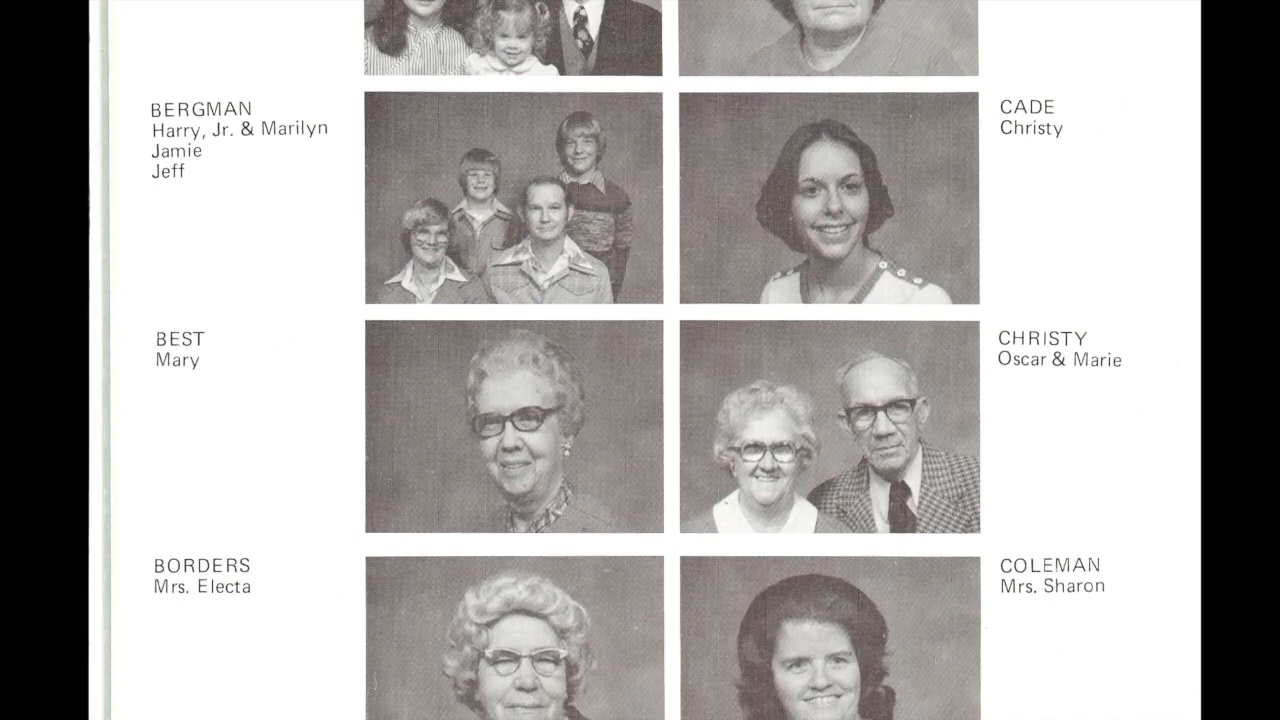 BERGMAN
Harry, Jr. & Marilyn
Jamie
Jeff
CADE
Christy
BEST
Mary
CHRISTY
Oscar & Marie
BORDERS
Mrs. Electa
COLEMAN
Mrs. Sharon